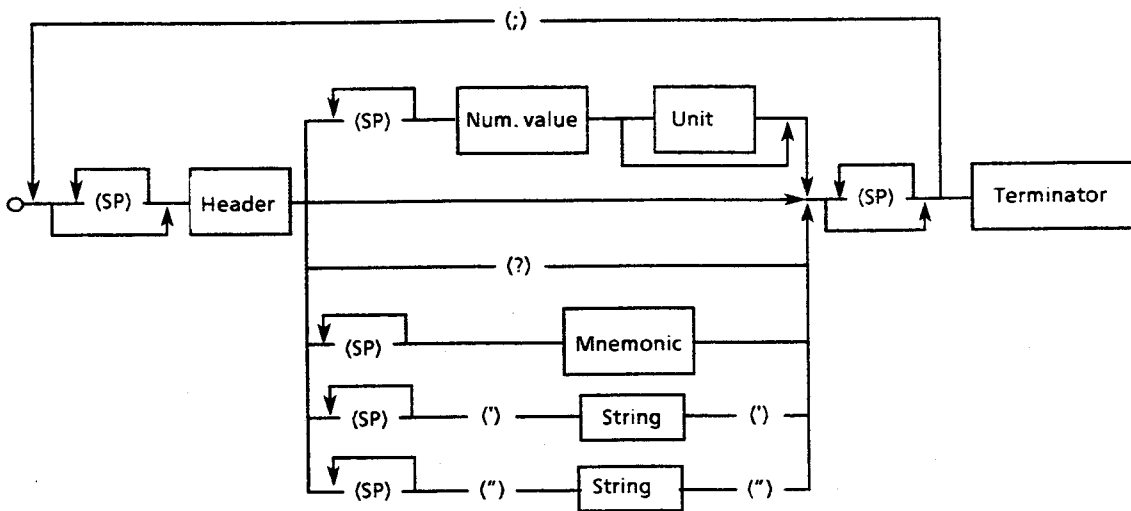 (;)
(SP) Num. value Unit
(SP) Header (SP) Terminator
(?)
(SP) Mnemonic
(SP) (') String (')
(SP) (") String (")